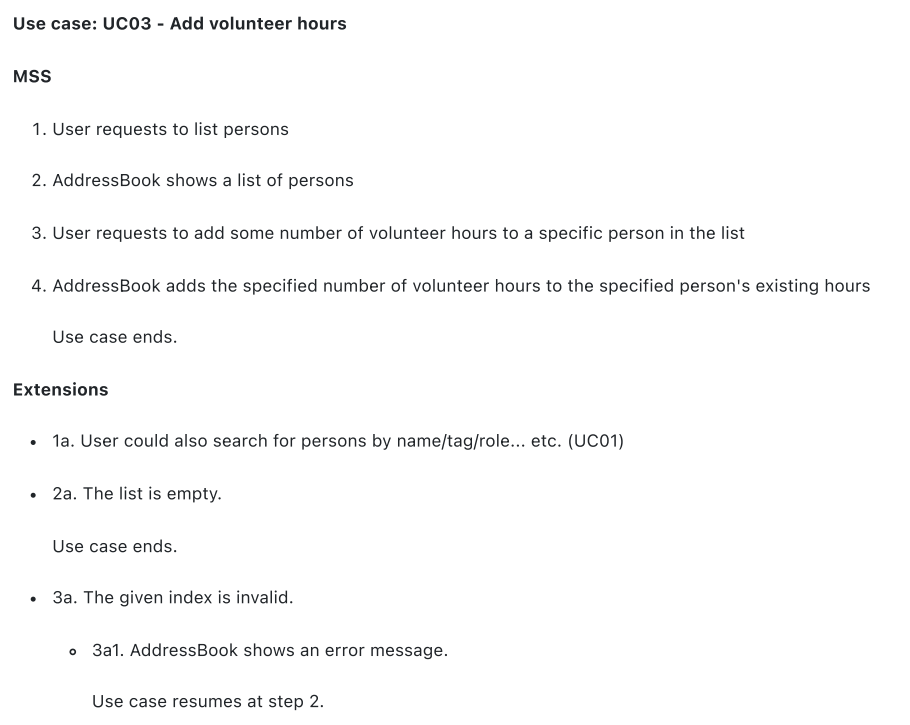 Use case: UC03 - Add volunteer hours
MSS
1. User requests to list persons
2. AddressBook shows a list of persons
3. User requests to add some number of volunteer hours to a specific person in the list
4. AddressBook adds the specified number of volunteer hours to the specified person's existing hours
Use case ends.
Extensions
• 1a. User could also search for persons by name/tag/role... etc. (UC01)
• 2a. The list is empty.
Use case ends.
• 3a. The given index is invalid.
◦ 3a1. AddressBook shows an error message.
Use case resumes at step 2.